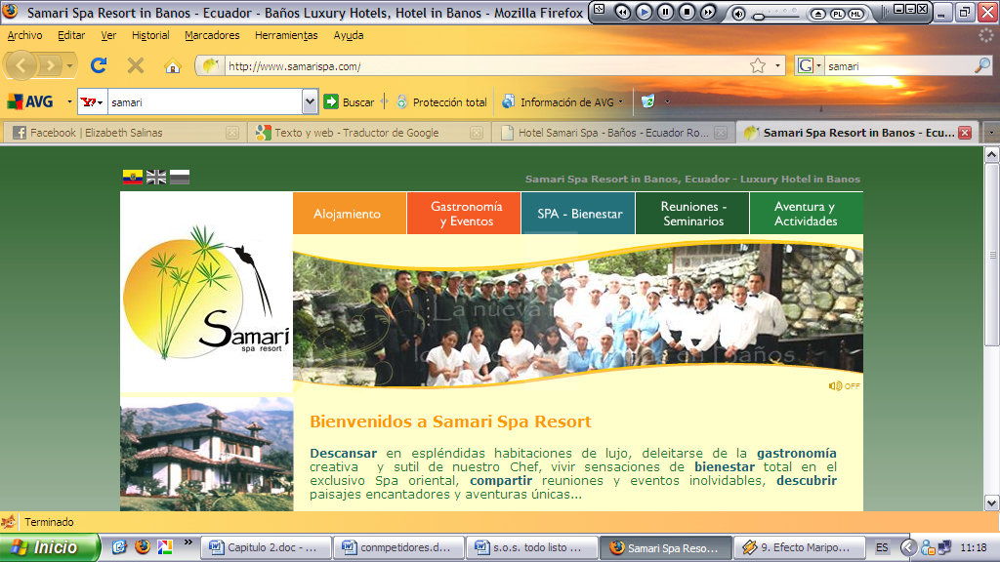 Samari Spa Resort in Banos - Ecuador - Baños Luxury Hotels, Hotel in Banos - Mozilla Firefox
Archivo Editar Ver Historial Marcadores Herramientas Ayuda
http://www.samarispa.com/
G samari
AVG Y! samari Buscar Protección total Información de AVG
Facebook | Elizabeth Salinas
Texto y web - Traductor de Google
Hotel Samari Spa - Baños - Ecuador Ro...
Samari Spa Resort in Banos - Ecu...
Samari Spa Resort in Banos, Ecuador - Luxury Hotel in Banos
Alojamiento
Gastronomía
y Eventos
SPA - Bienestar
Reuniones -
Seminarios
Aventura y
Actividades
Samari
spa resort
La nueva
en Baños
OFF
Bienvenidos a Samari Spa Resort
Descansar en espléndidas habitaciones de lujo, deleitarse de la gastronomía
creativa y sutil de nuestro Chef, vivir sensaciones de bienestar total en el
exclusivo Spa oriental, compartir reuniones y eventos inolvidables, descubrir
paisajes encantadores y aventuras únicas...
Terminado
Inicio
Capitulo 2.doc - ...
conmpetidores.d...
s.o.s. todo listo ...
Samari Spa Reso...
9. Efecto Maripo...
ES
11:18